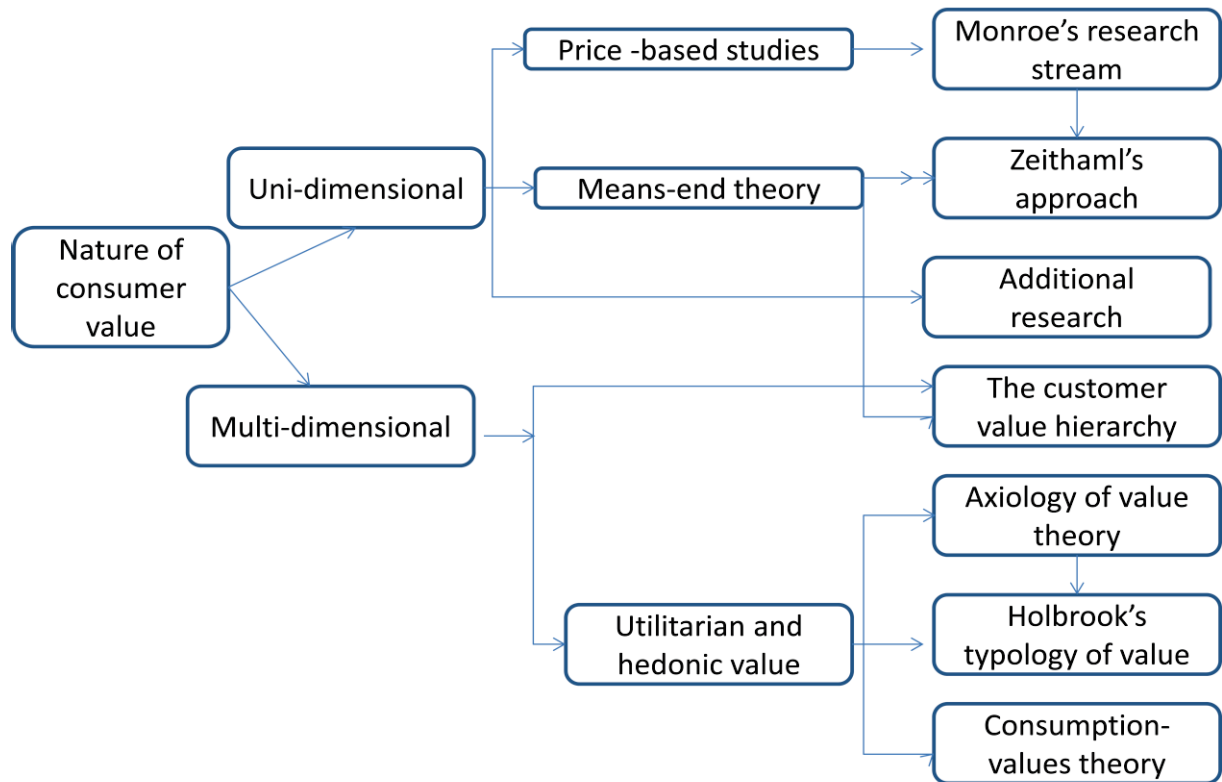 Price -based studies
Monroe's research
stream
Uni-dimensional
Means-end theory
Zeithaml's
approach
Nature of
consumer
value
Additional
research
Multi-dimensional
The customer
value hierarchy
Axiology of value
theory
Utilitarian and
hedonic value
Holbrook's
typology of value
Consumption-
values theory